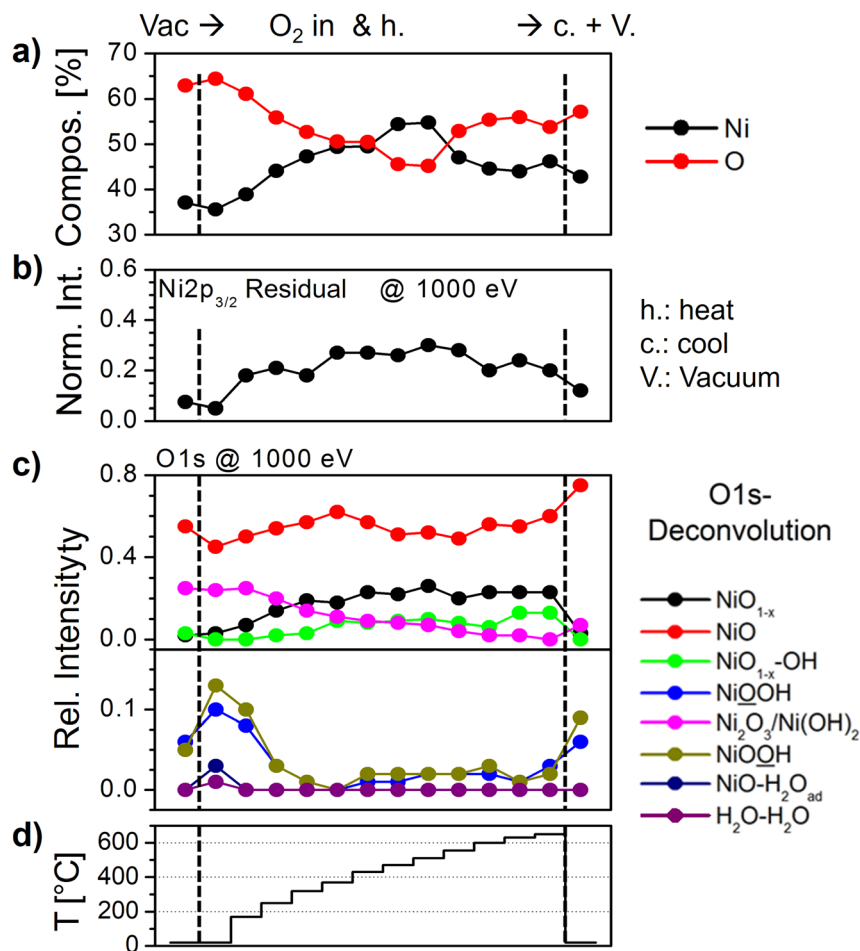 Vac → O₂ in & h. → c. + V.
a)
Compos. [%]
70
60
50
40
30
Ni
O
b)
Norm. Int.
0.6
0.4
0.2
0.0
Ni2p₃/₂ Residual @ 1000 eV
h.: heat
c.: cool
V.: Vacuum
c)
O1s @ 1000 eV
Rel. Intensityty
0.8
0.4
0.0
0.1
0.0
O1s-
Deconvolution
NiO₁₋ₓ
NiO
NiO₁₋ₓ-OH
NiO̲OH
Ni₂O₃/Ni(OH)₂
NiOO̲H
NiO-H₂Oad
H₂O-H₂O
d)
T [°C]
600
400
200
0